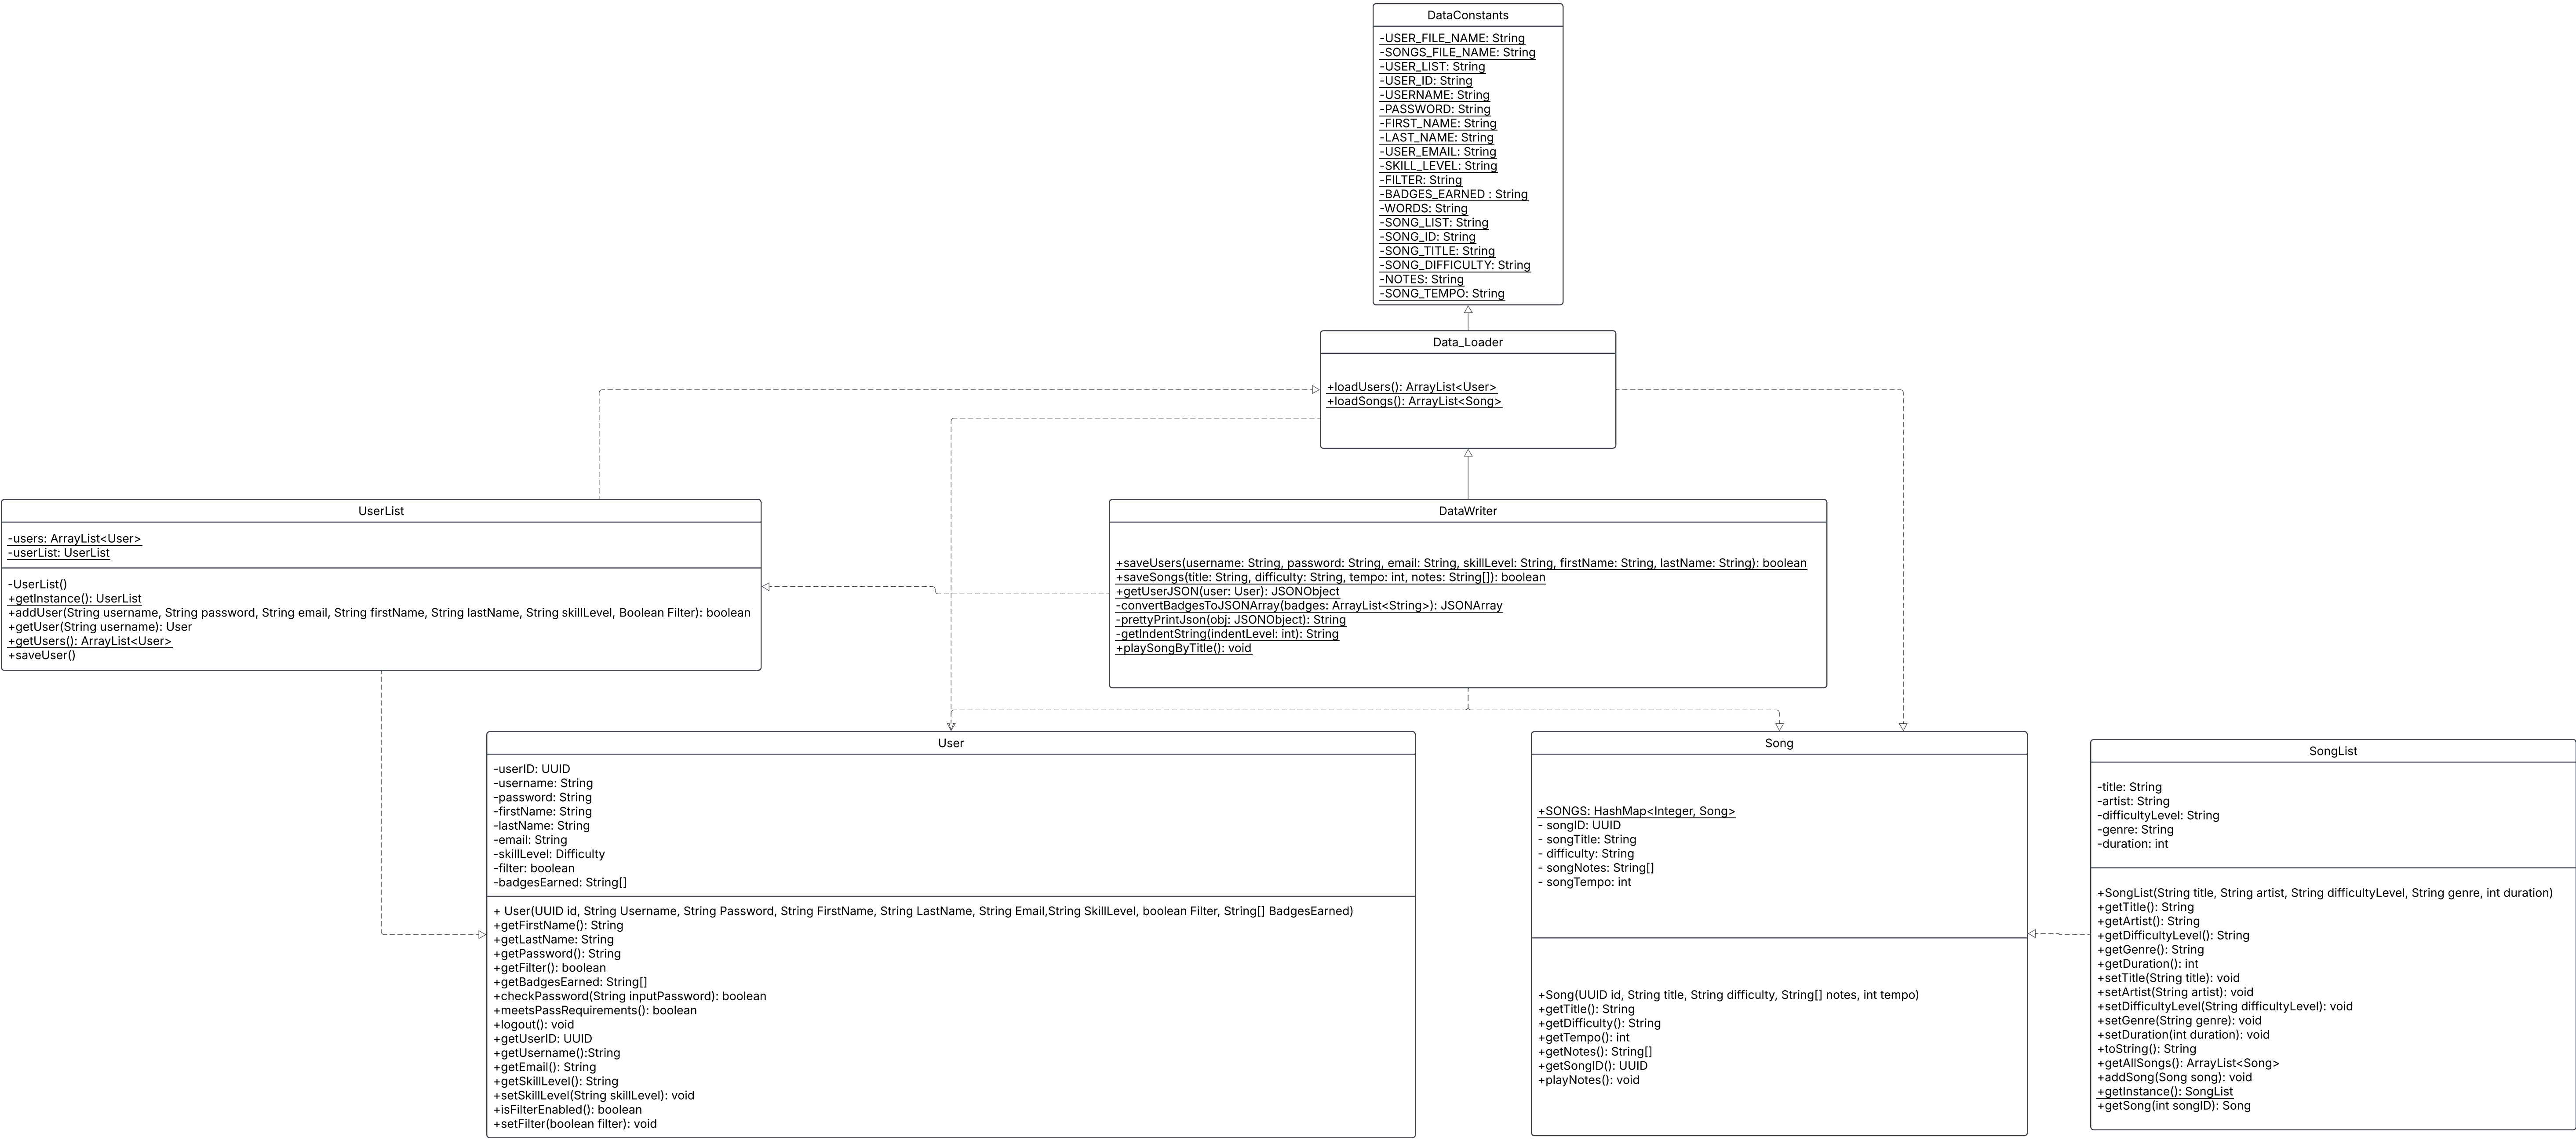 DataConstants
-USER_FILE_NAME: String
-SONGS_FILE_NAME: String
-USER_LIST: String
-USER_ID: String
-USERNAME: String
-PASSWORD: String
-FIRST_NAME: String
-LAST_NAME: String
-USER_EMAIL: String
-SKILL_LEVEL: String
-FILTER: String
-BADGES_EARNED : String
-WORDS: String
-SONG_LIST: String
-SONG_ID: String
-SONG_TITLE: String
-SONG_DIFFICULTY: String
-NOTES: String
-SONG_TEMPO: String
Data_Loader
+loadUsers(): ArrayList<User>
+loadSongs(): ArrayList<Song>
UserList
-users: ArrayList<User>
-userList: UserList
-UserList()
+getInstance(): UserList
+addUser(String username, String password, String email, String firstName, String lastName, String skillLevel, Boolean Filter): boolean
+getUser(String username): User
+getUsers(): ArrayList<User>
+saveUser()
DataWriter
+saveUsers(username: String, password: String, email: String, skillLevel: String, firstName: String, lastName: String): boolean
+saveSongs(title: String, difficulty: String, tempo: int, notes: String[]): boolean
+getUserJSON(user: User): JSONObject
-convertBadgesToJSONArray(badges: ArrayList<String>): JSONArray
-prettyPrintJson(obj: JSONObject): String
-getIndentString(indentLevel: int): String
+playSongByTitle(): void
User
-userID: UUID
-username: String
-password: String
-firstName: String
-lastName: String
-email: String
-skillLevel: Difficulty
-filter: boolean
-badgesEarned: String[]
+ User(UUID id, String Username, String Password, String FirstName, String LastName, String Email,String SkillLevel, boolean Filter, String[] BadgesEarned)
+getFirstName(): String
+getLastName: String
+getPassword(): String
+getFilter(): boolean
+getBadgesEarned: String[]
+checkPassword(String inputPassword): boolean
+meetsPassRequirements(): boolean
+logout(): void
+getUserID: UUID
+getUsername():String
+getEmail(): String
+getSkillLevel(): String
+setSkillLevel(String skillLevel): void
+isFilterEnabled(): boolean
+setFilter(boolean filter): void
Song
+SONGS: HashMap<Integer, Song>
- songID: UUID
- songTitle: String
- difficulty: String
- songNotes: String[]
- songTempo: int
+Song(UUID id, String title, String difficulty, String[] notes, int tempo)
+getTitle(): String
+getDifficulty(): String
+getTempo(): int
+getNotes(): String[]
+getSongID(): UUID
+playNotes(): void
SongList
-title: String
-artist: String
-difficultyLevel: String
-genre: String
-duration: int
+SongList(String title, String artist, String difficultyLevel, String genre, int duration)
+getTitle(): String
+getArtist(): String
+getDifficultyLevel(): String
+getGenre(): String
+getDuration(): int
+setTitle(String title): void
+setArtist(String artist): void
+setDifficultyLevel(String difficultyLevel): void
+setGenre(String genre): void
+setDuration(int duration): void
+toString(): String
+getAllSongs(): ArrayList<Song>
+addSong(Song song): void
+getInstance(): SongList
+getSong(int songID): Song